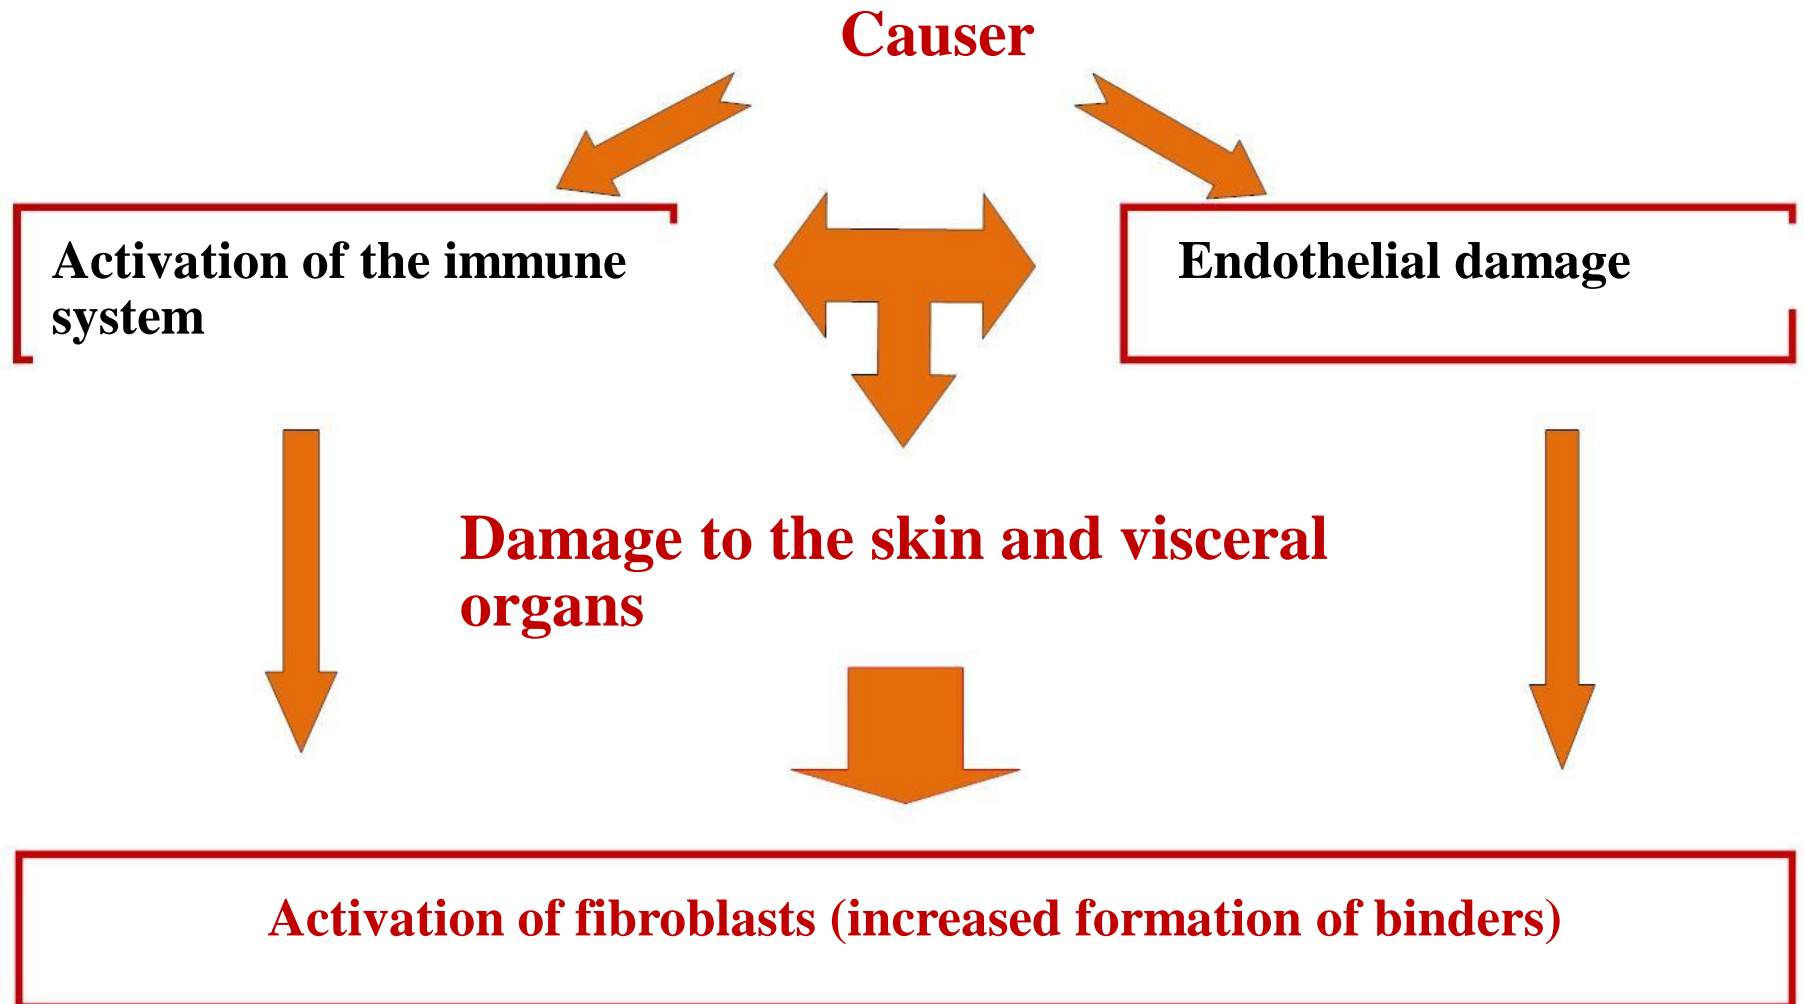 Causer
Activation of the immune
system
Endothelial damage
Damage to the skin and visceral
organs
Activation of fibroblasts (increased formation of binders)